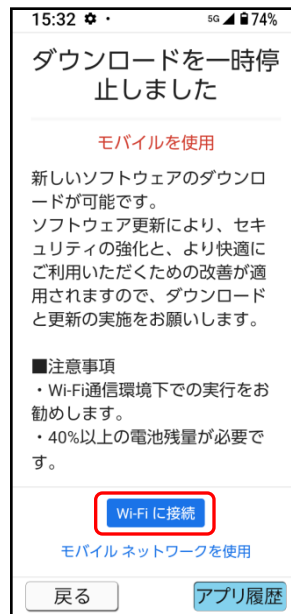 15:32 5G 74%
ダウンロードを一時停
止しました
モバイルを使用
新しいソフトウェアのダウンロ
ードが可能です。
ソフトウェア更新により、セキ
ュリティの強化と、より快適に
ご利用いただくための改善が適
用されますので、ダウンロード
と更新の実施をお願いします。
■注意事項
・Wi-Fi通信環境下での実行をお
勧めします。
・40%以上の電池残量が必要で
す。
Wi-Fi に接続
モバイル ネットワークを使用
戻る アプリ履歴